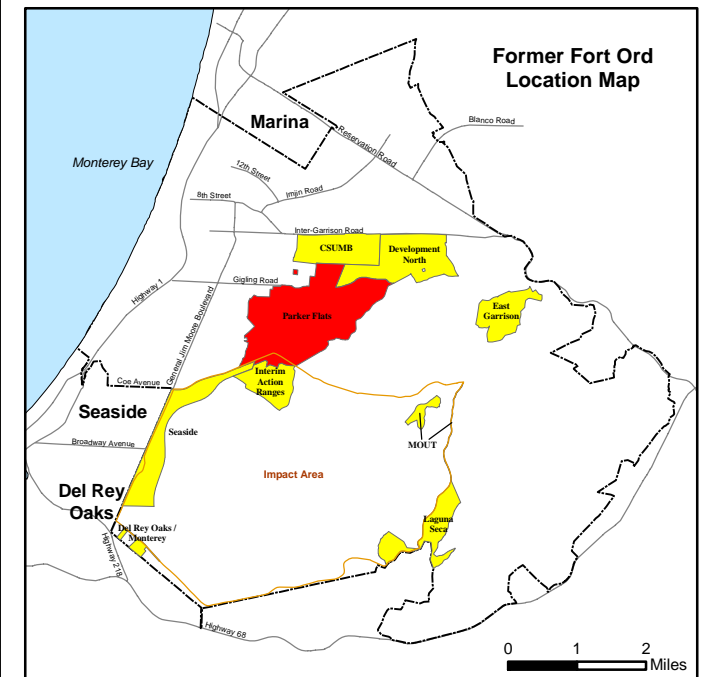 Former Fort Ord
Location Map
Marina
Blanco Road
Reservation Road
Monterey Bay
12th Street
Imjin Road
8th Street
Inter-Garrison Road
CSUMB
Development
North
Gigling Road
Highway 1
General Jim Moore Boulevard
Parker Flats
East
Garrison
Interim
Action
Ranges
Coe Avenue
Seaside
Seaside
Broadway Avenue
MOUT
Impact Area
Del Rey
Oaks
Del Rey Oaks /
Monterey
Laguna
Seca
Highway 218
Highway 68
0 1 2
Miles